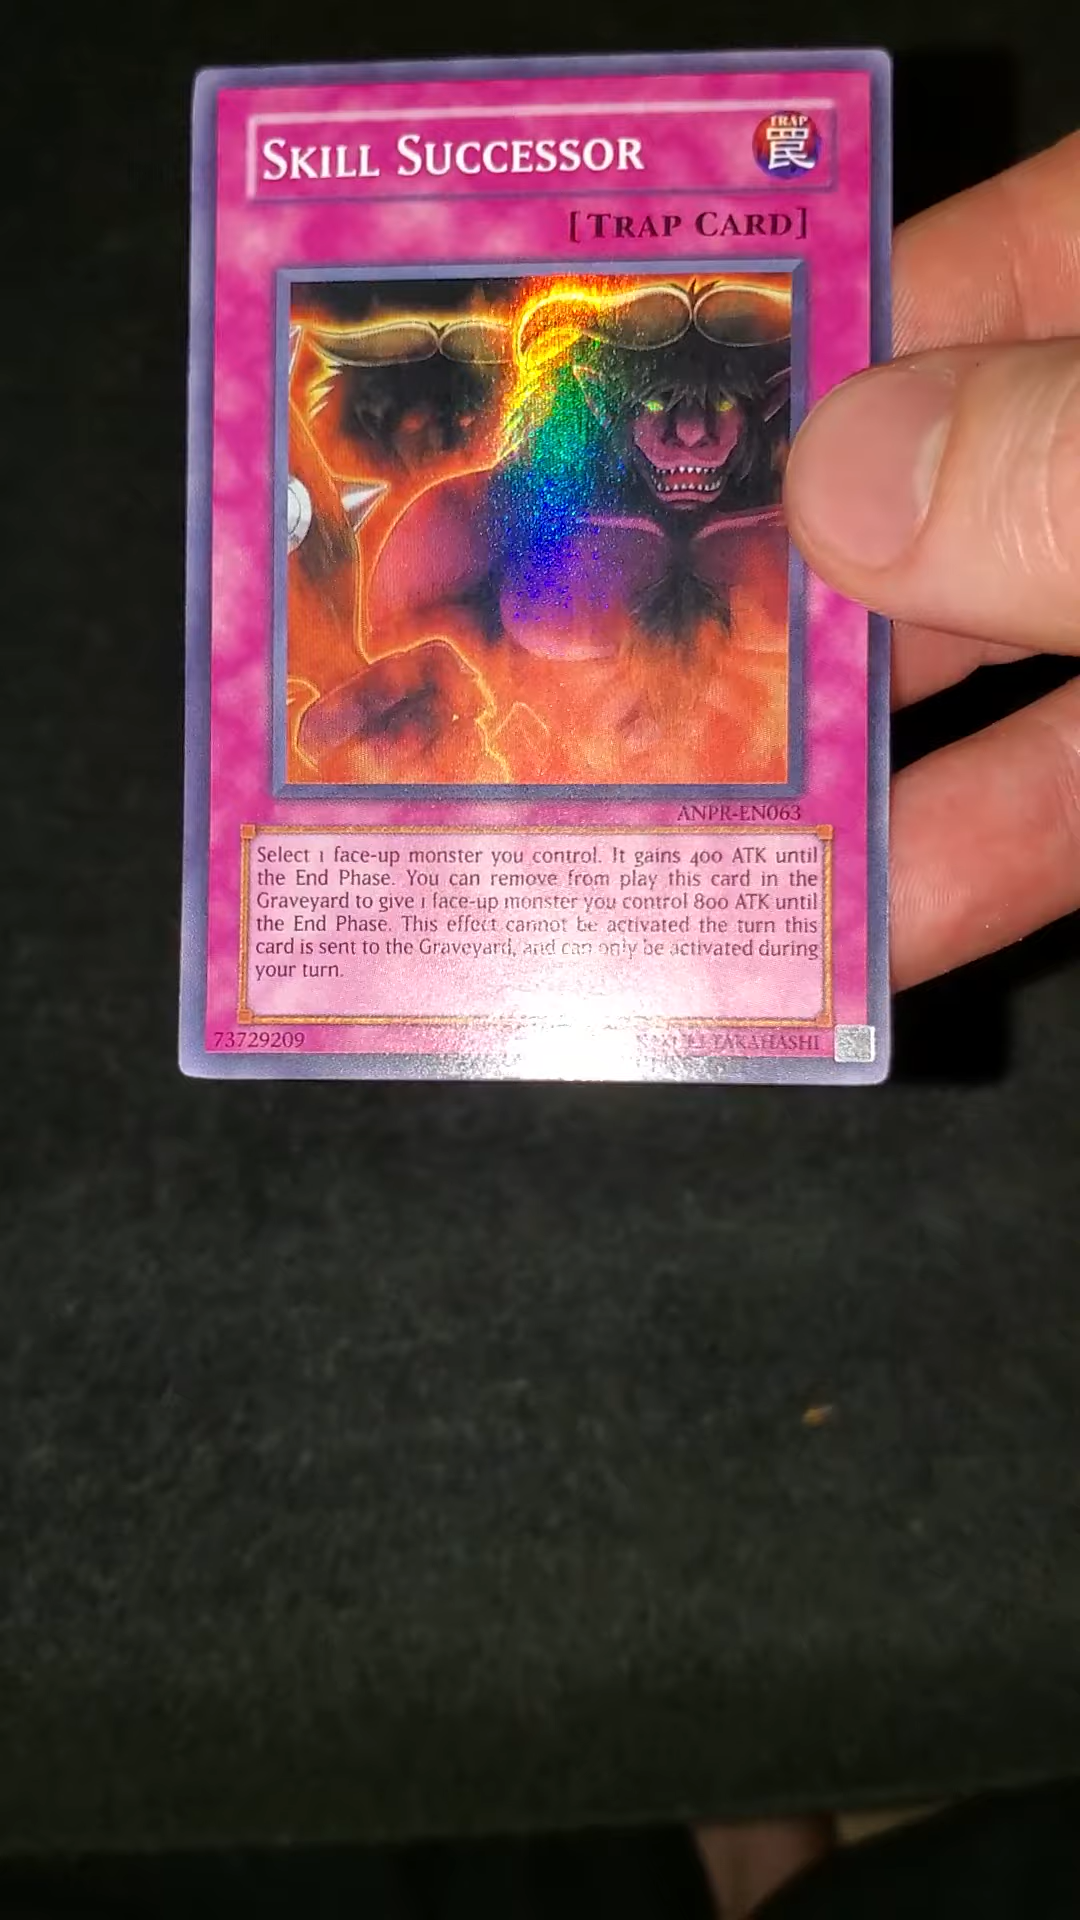 SKILL SUCCESSOR
TRAP
罠
[TRAP CARD]
ANPR-EN063
Select 1 face-up monster you control. It gains 400 ATK until
the End Phase. You can remove from play this card in the
Graveyard to give 1 face-up monster you control 800 ATK until
the End Phase. This effect cannot be activated the turn this
card is sent to the Graveyard, and can only be activated during
your turn.
73729209
TAKAHASHI